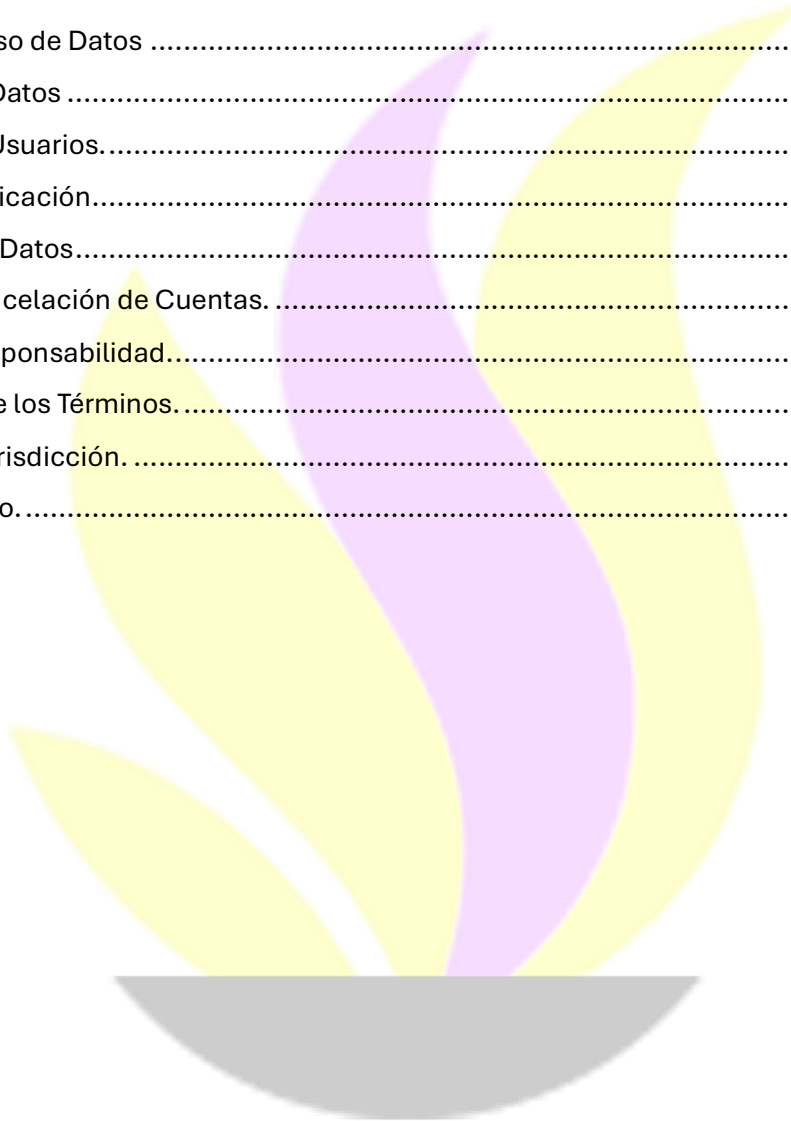 so de Datos ..........................................................................................
Datos ....................................................................................................
Usuarios................................................................................................
icación..................................................................................................
Datos...................................................................................................
celación de Cuentas. ..............................................................................
ponsabilidad...........................................................................................
e los Términos..........................................................................................
risdicción. ................................................................................................
o. ..............................................................................................................